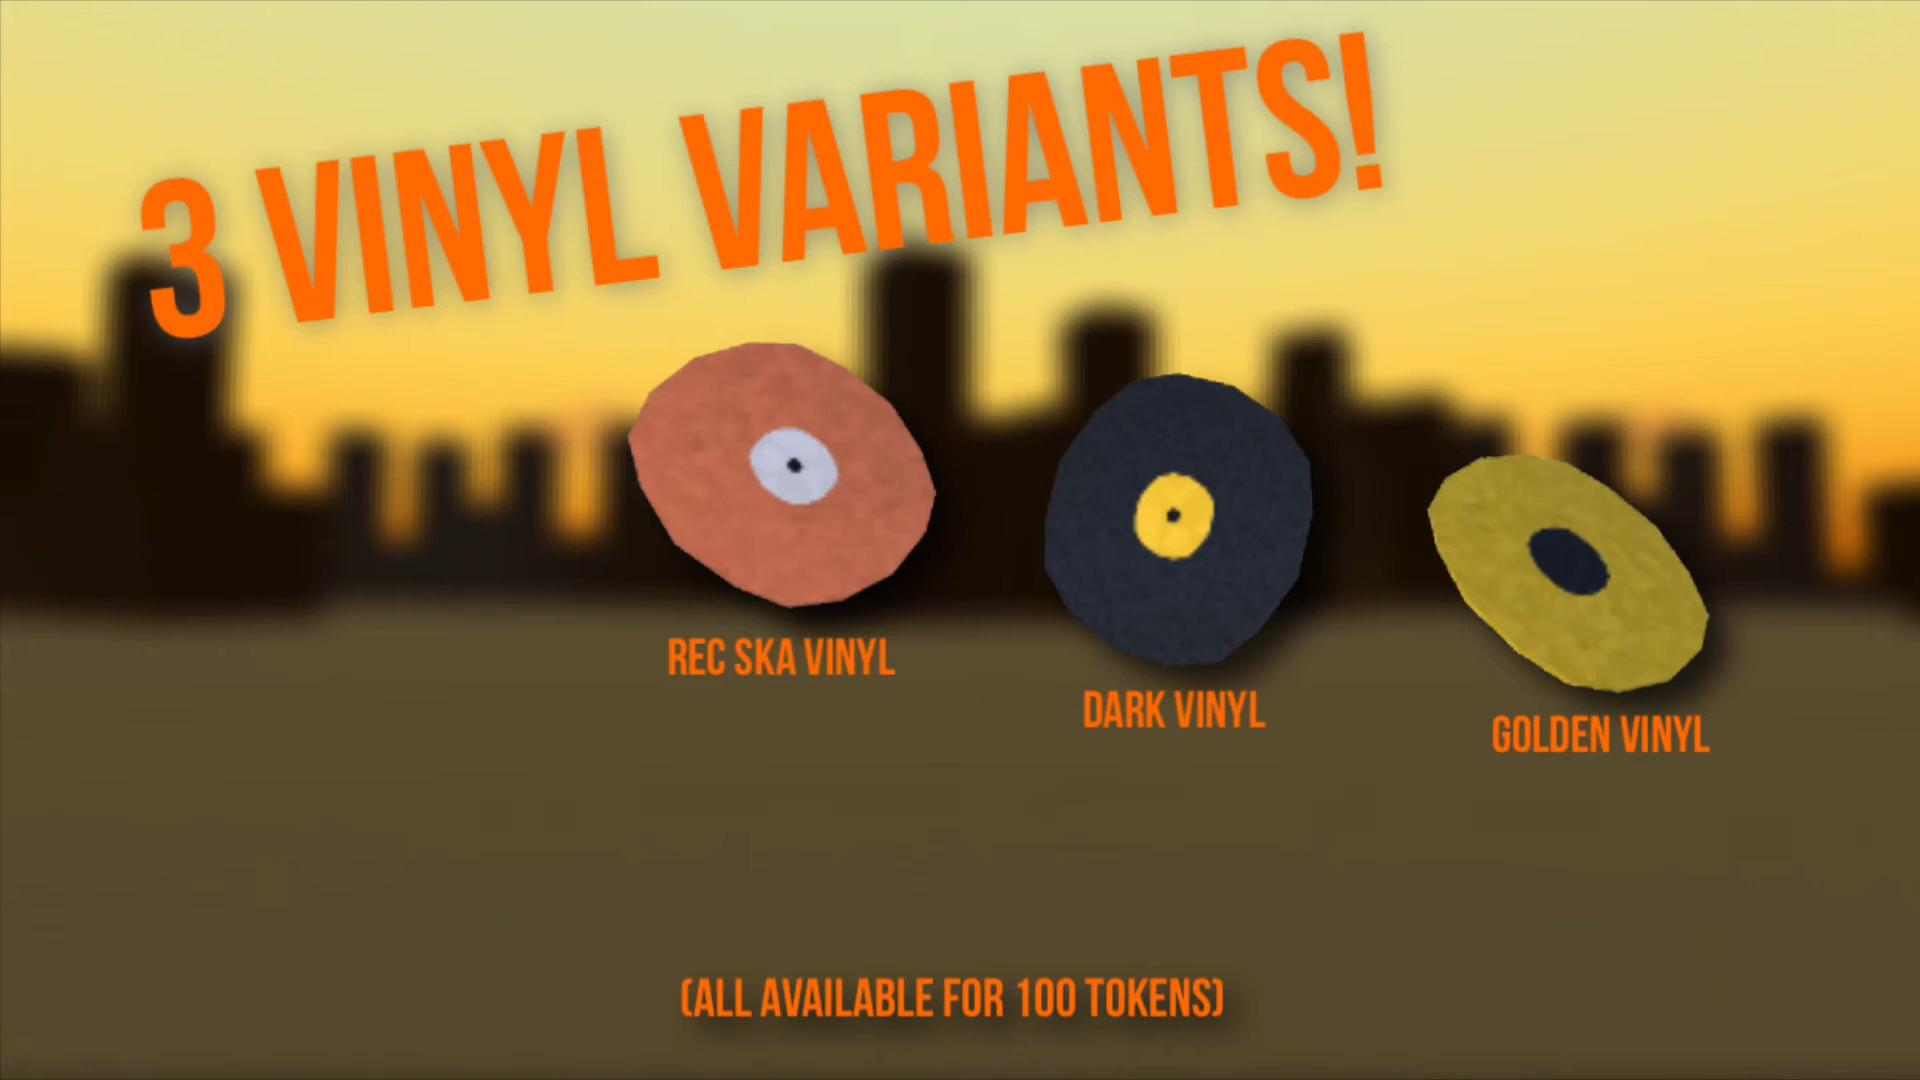 3 VINYL VARIANTS!
REC SKA VINYL
DARK VINYL
GOLDEN VINYL
(ALL AVAILABLE FOR 100 TOKENS)